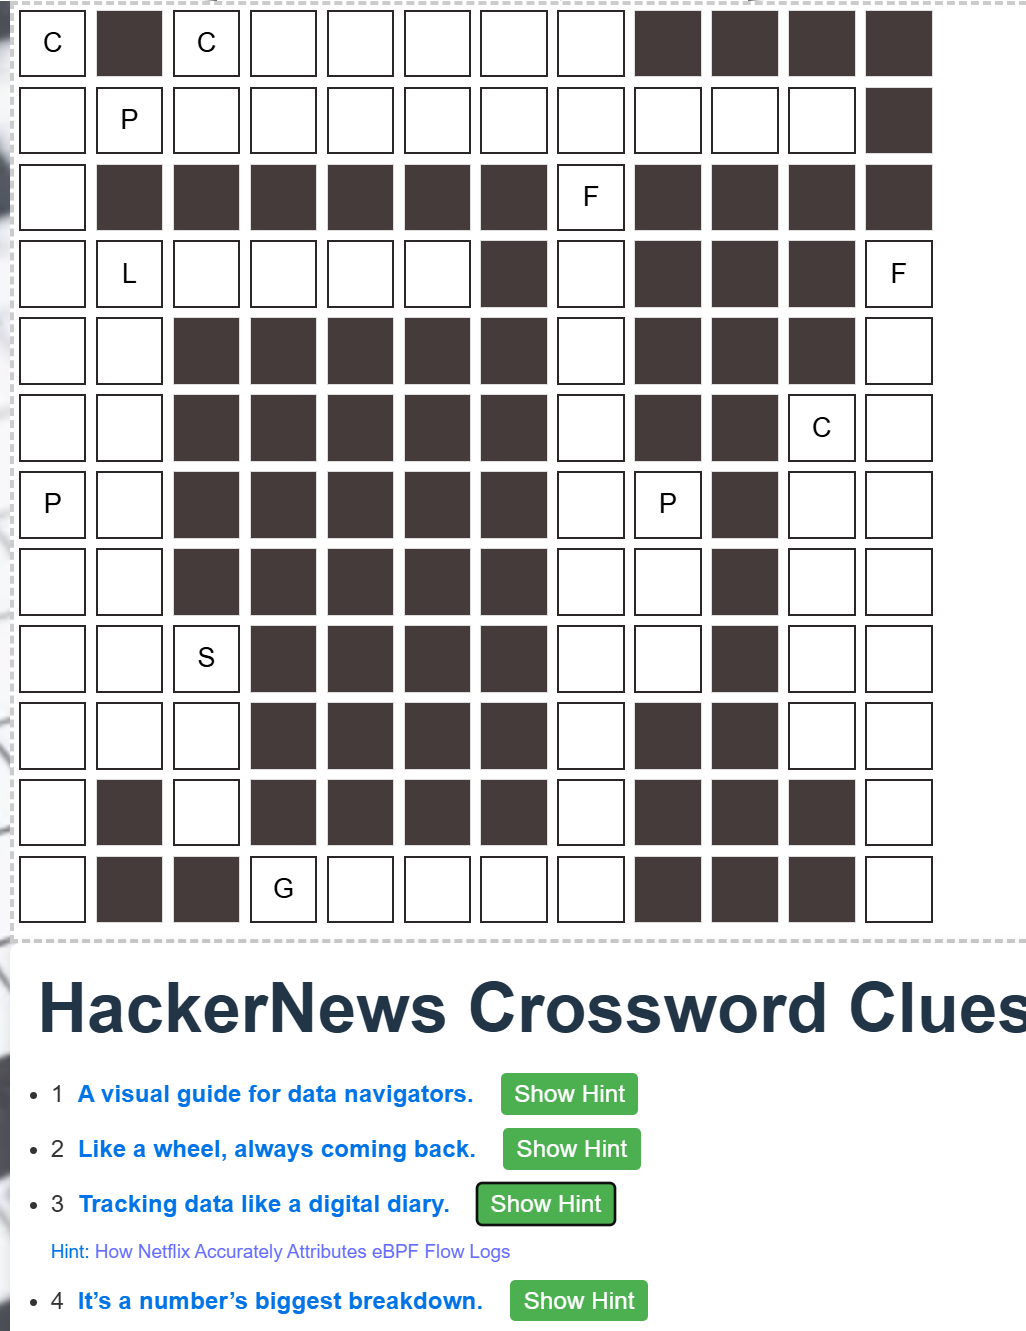 C C
P
F
L F
C
P P
S
G
HackerNews Crossword Clues
1 A visual guide for data navigators. Show Hint
2 Like a wheel, always coming back. Show Hint
3 Tracking data like a digital diary. Show Hint
Hint: How Netflix Accurately Attributes eBPF Flow Logs
4 It’s a number’s biggest breakdown. Show Hint